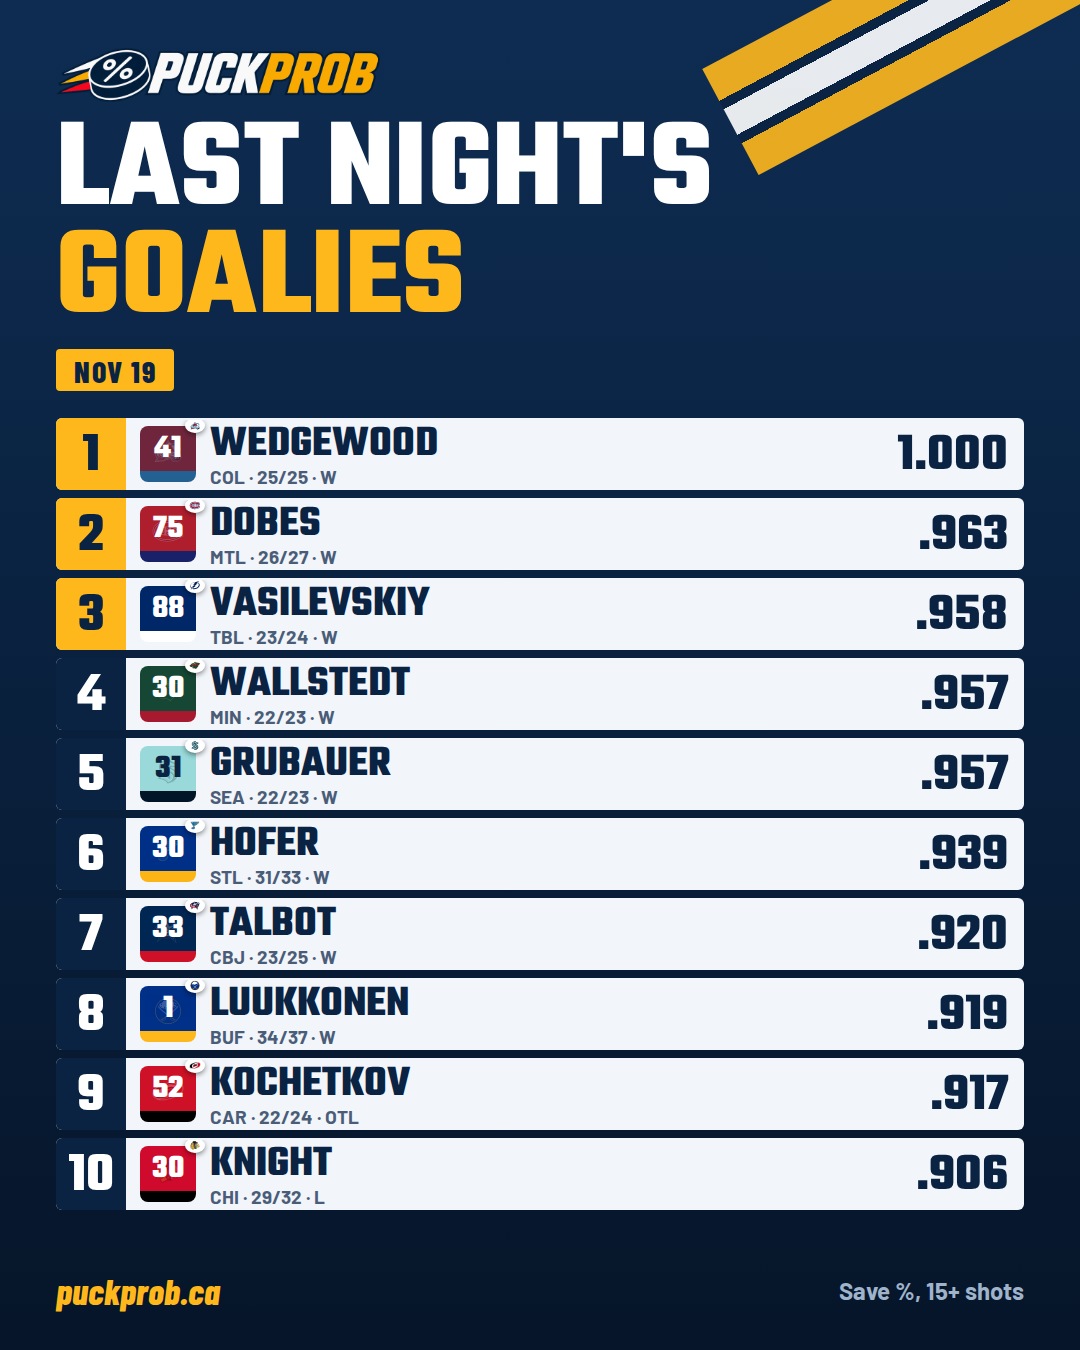 %PUCKPROB
LAST NIGHT'S
GOALIES
NOV 19
1 41 WEDGEWOOD 1.000
COL · 25/25 · W
2 75 DOBES .963
MTL · 26/27 · W
3 88 VASILEVSKIY .958
TBL · 23/24 · W
4 30 WALLSTEDT .957
MIN · 22/23 · W
5 31 GRUBAUER .957
SEA · 22/23 · W
6 30 HOFER .939
STL · 31/33 · W
7 33 TALBOT .920
CBJ · 23/25 · W
8 1 LUUKKONEN .919
BUF · 34/37 · W
9 52 KOCHETKOV .917
CAR · 22/24 · OTL
10 30 KNIGHT .906
CHI · 29/32 · L
puckprob.ca
Save %, 15+ shots